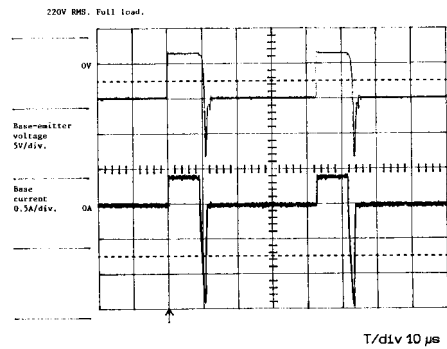 220V RMS. Full load.
0V
Base-emitter
voltage
5V/div.
Base
current
0.5A/div.
0A
T/div 10 µs